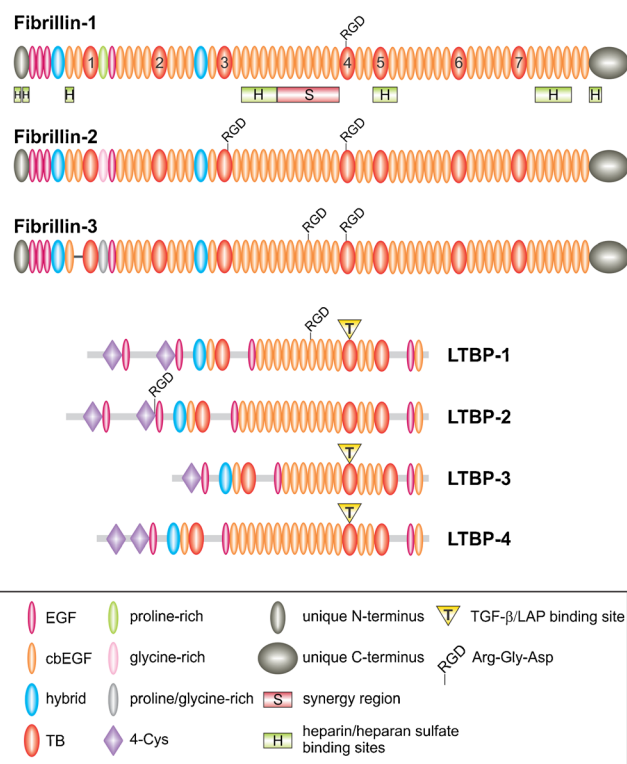 Fibrillin-1
RGD
1 2 3 4 5 6 7
H H H H S H H H
Fibrillin-2
RGD RGD
Fibrillin-3
RGD RGD
RGD
T
LTBP-1
RGD
LTBP-2
T
LTBP-3
T
LTBP-4
EGF proline-rich unique N-terminus T TGF-β/LAP binding site
cbEGF glycine-rich unique C-terminus RGD Arg-Gly-Asp
hybrid proline/glycine-rich S synergy region
TB 4-Cys H heparin/heparan sulfate
binding sites